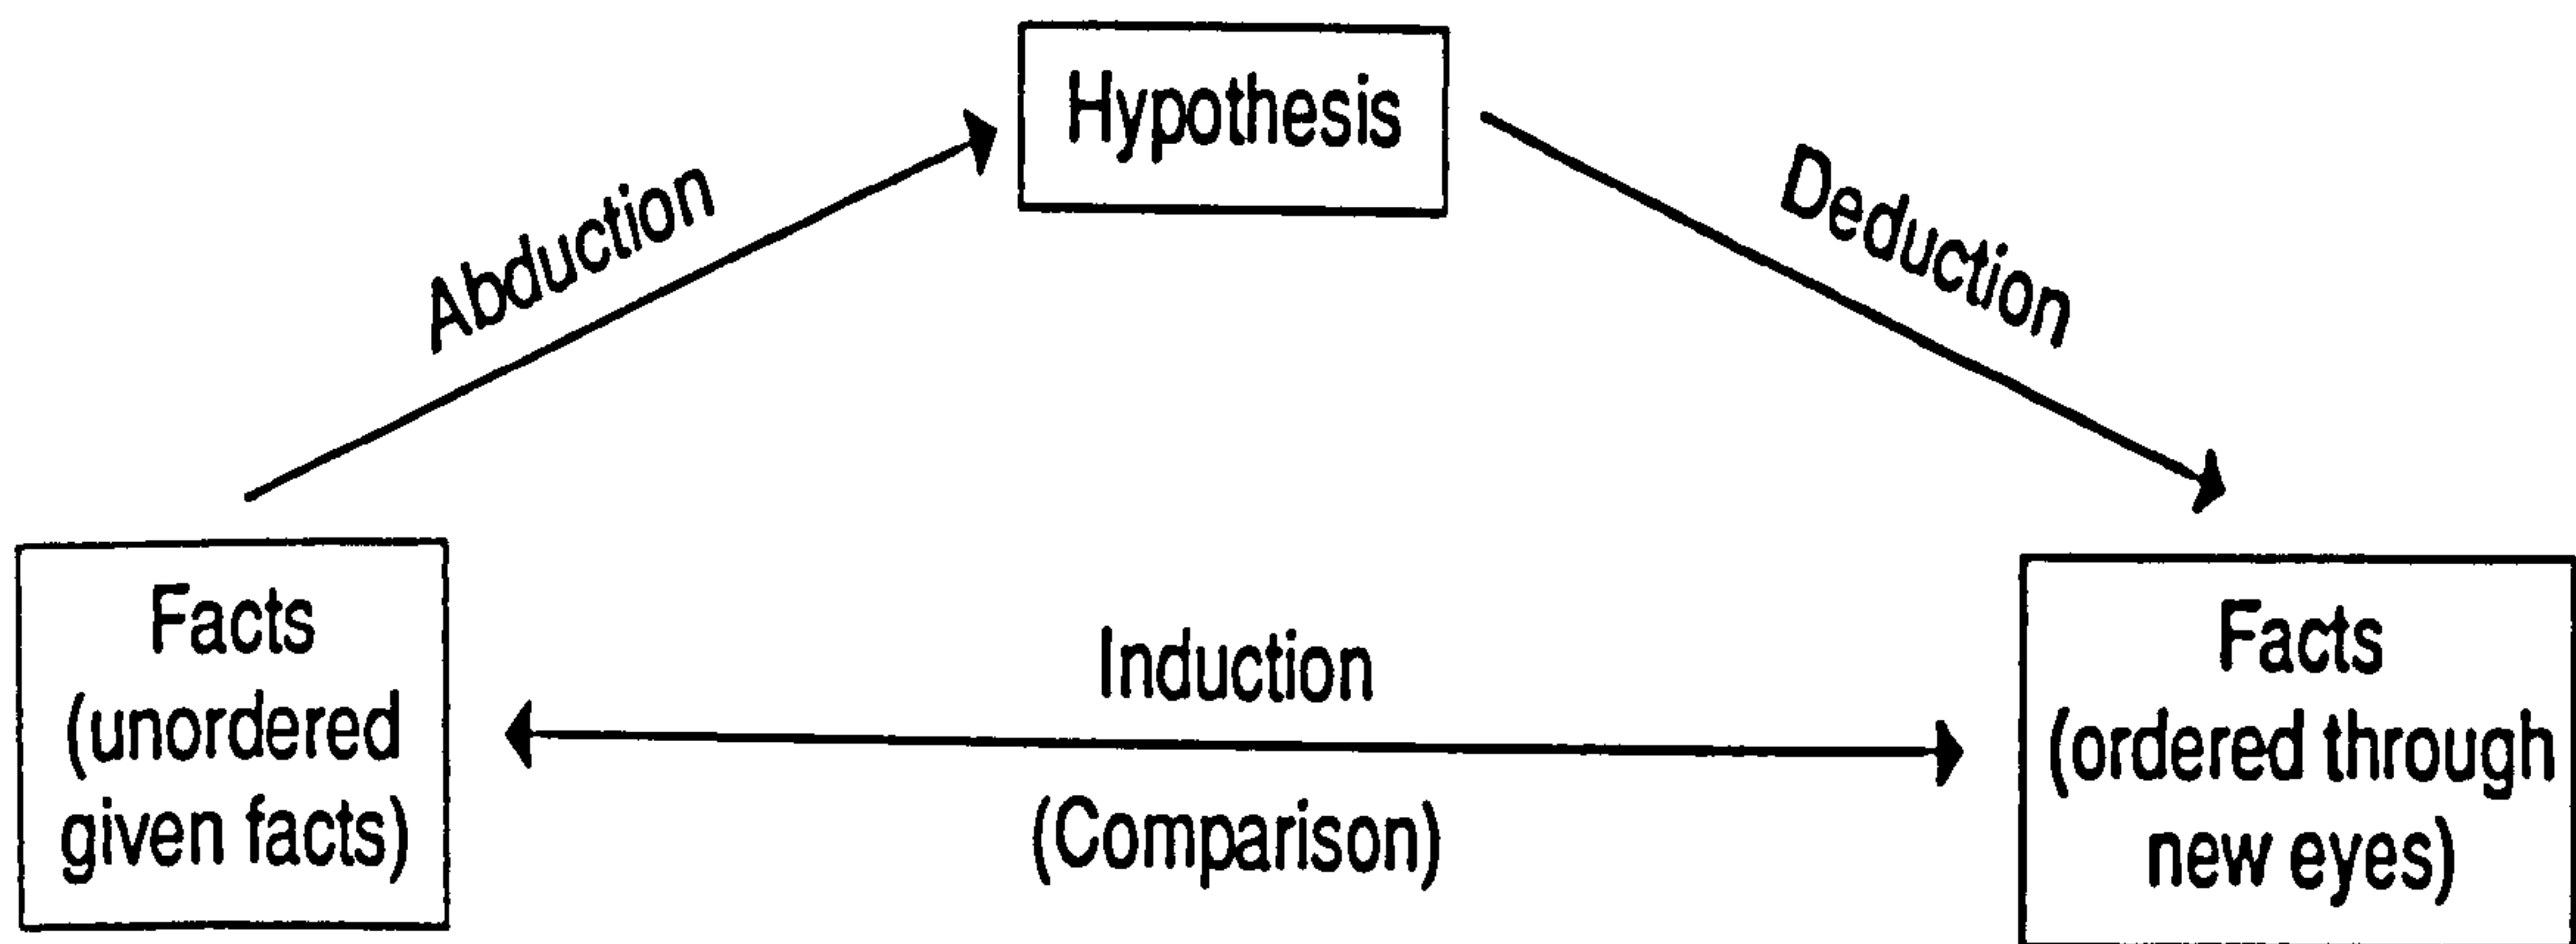 Hypothesis
Abduction
Deduction
Facts
(unordered
given facts)
Induction
(Comparison)
Facts
(ordered through
new eyes)